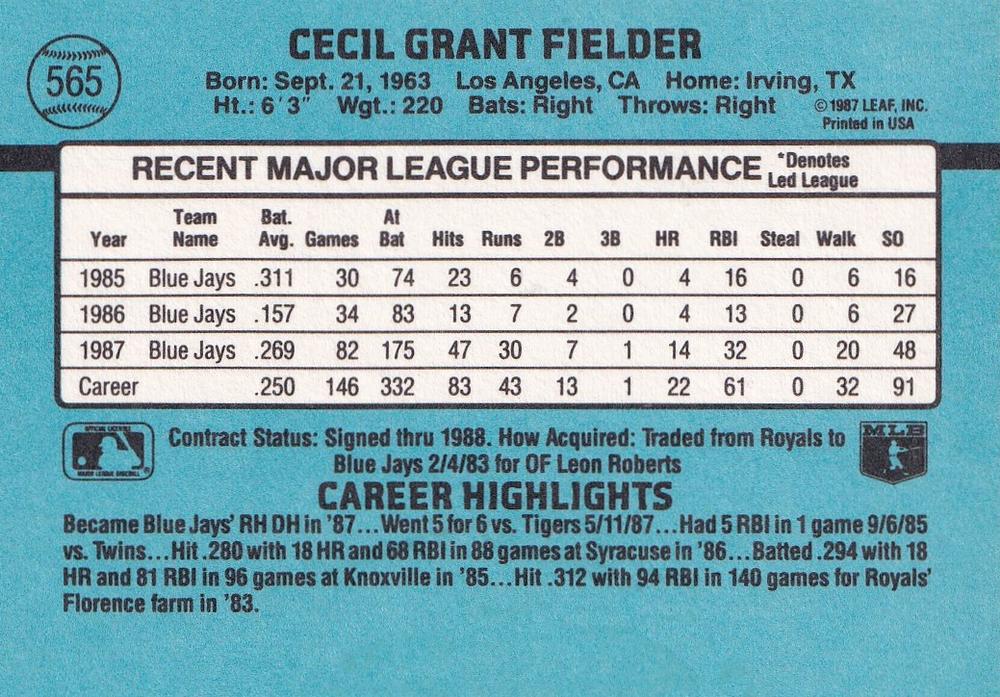 565
CECIL GRANT FIELDER
Born: Sept. 21, 1963 Los Angeles, CA Home: Irving, TX
Ht.: 6'3" Wgt.: 220 Bats: Right Throws: Right ©1987 LEAF, INC.
Printed in USA
RECENT MAJOR LEAGUE PERFORMANCE *Denotes Led League
Year Team Name Bat. Avg. Games At Bat Hits Runs 2B 3B HR RBI Steal Walk SO
1985 Blue Jays .311 30 74 23 6 4 0 4 16 0 6 16
1986 Blue Jays .157 34 83 13 7 2 0 4 13 0 6 27
1987 Blue Jays .269 82 175 47 30 7 1 14 32 0 20 48
Career .250 146 332 83 43 13 1 22 61 0 32 91
OFFICIAL LICENSEE
MAJOR LEAGUE BASEBALL
Contract Status: Signed thru 1988. How Acquired: Traded from Royals to
Blue Jays 2/4/83 for OF Leon Roberts
MLB
CAREER HIGHLIGHTS
Became Blue Jays' RH DH in '87...Went 5 for 6 vs. Tigers 5/11/87...Had 5 RBI in 1 game 9/6/85
vs. Twins...Hit .280 with 18 HR and 68 RBI in 88 games at Syracuse in '86...Batted .294 with 18
HR and 81 RBI in 96 games at Knoxville in '85...Hit .312 with 94 RBI in 140 games for Royals'
Florence farm in '83.